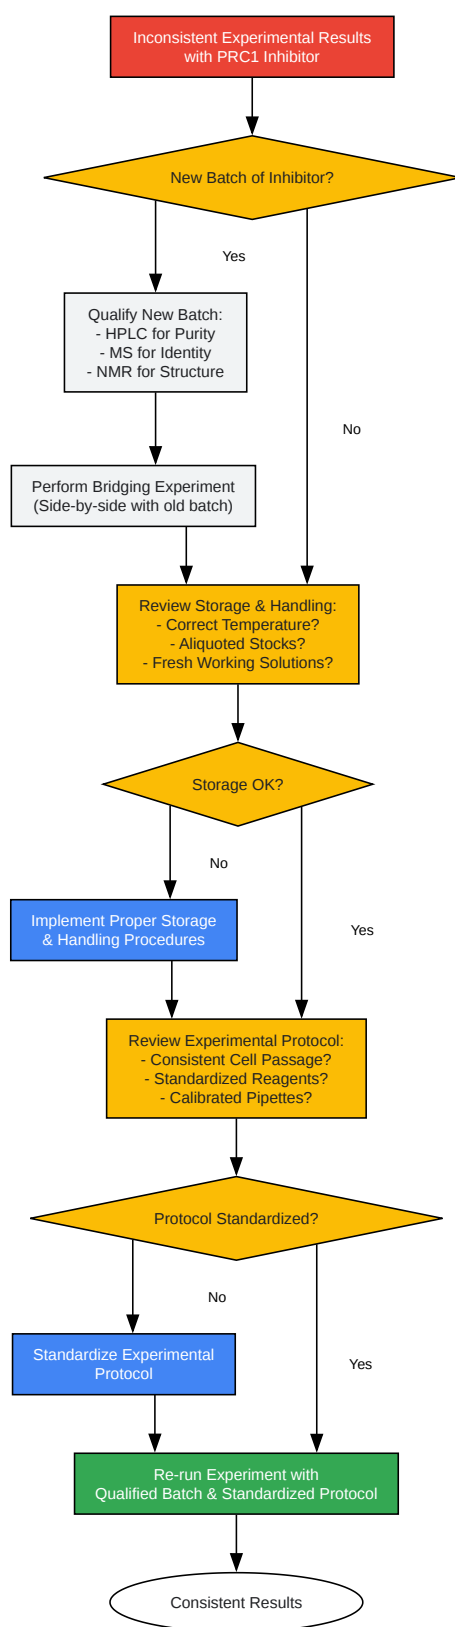 Inconsistent Experimental Results
with PRC1 Inhibitor
New Batch of Inhibitor?
Yes
Qualify New Batch:
- HPLC for Purity
- MS for Identity
- NMR for Structure
No
Perform Bridging Experiment
(Side-by-side with old batch)
Review Storage & Handling:
- Correct Temperature?
- Aliquoted Stocks?
- Fresh Working Solutions?
Storage OK?
No
Implement Proper Storage
& Handling Procedures
Yes
Review Experimental Protocol:
- Consistent Cell Passage?
- Standardized Reagents?
- Calibrated Pipettes?
Protocol Standardized?
No
Standardize Experimental
Protocol
Yes
Re-run Experiment with
Qualified Batch & Standardized Protocol
Consistent Results